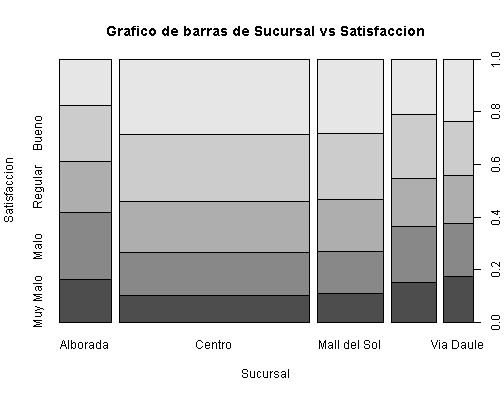 Grafico de barras de Sucursal vs Satisfaccion
Satisfaccion
Bueno
Regular
Malo
Muy Malo
1.0
0.8
0.6
0.4
0.2
0.0
Alborada Centro Mall del Sol Via Daule
Sucursal